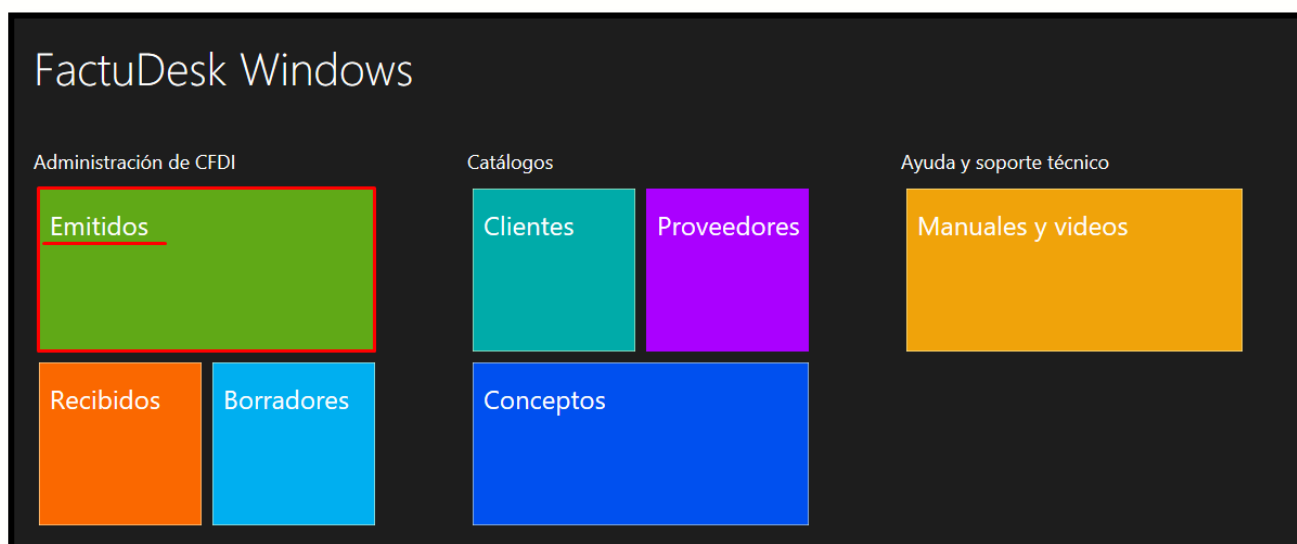 FactuDesk Windows
Administración de CFDI
Emitidos
Recibidos
Borradores
Catálogos
Clientes
Proveedores
Conceptos
Ayuda y soporte técnico
Manuales y videos